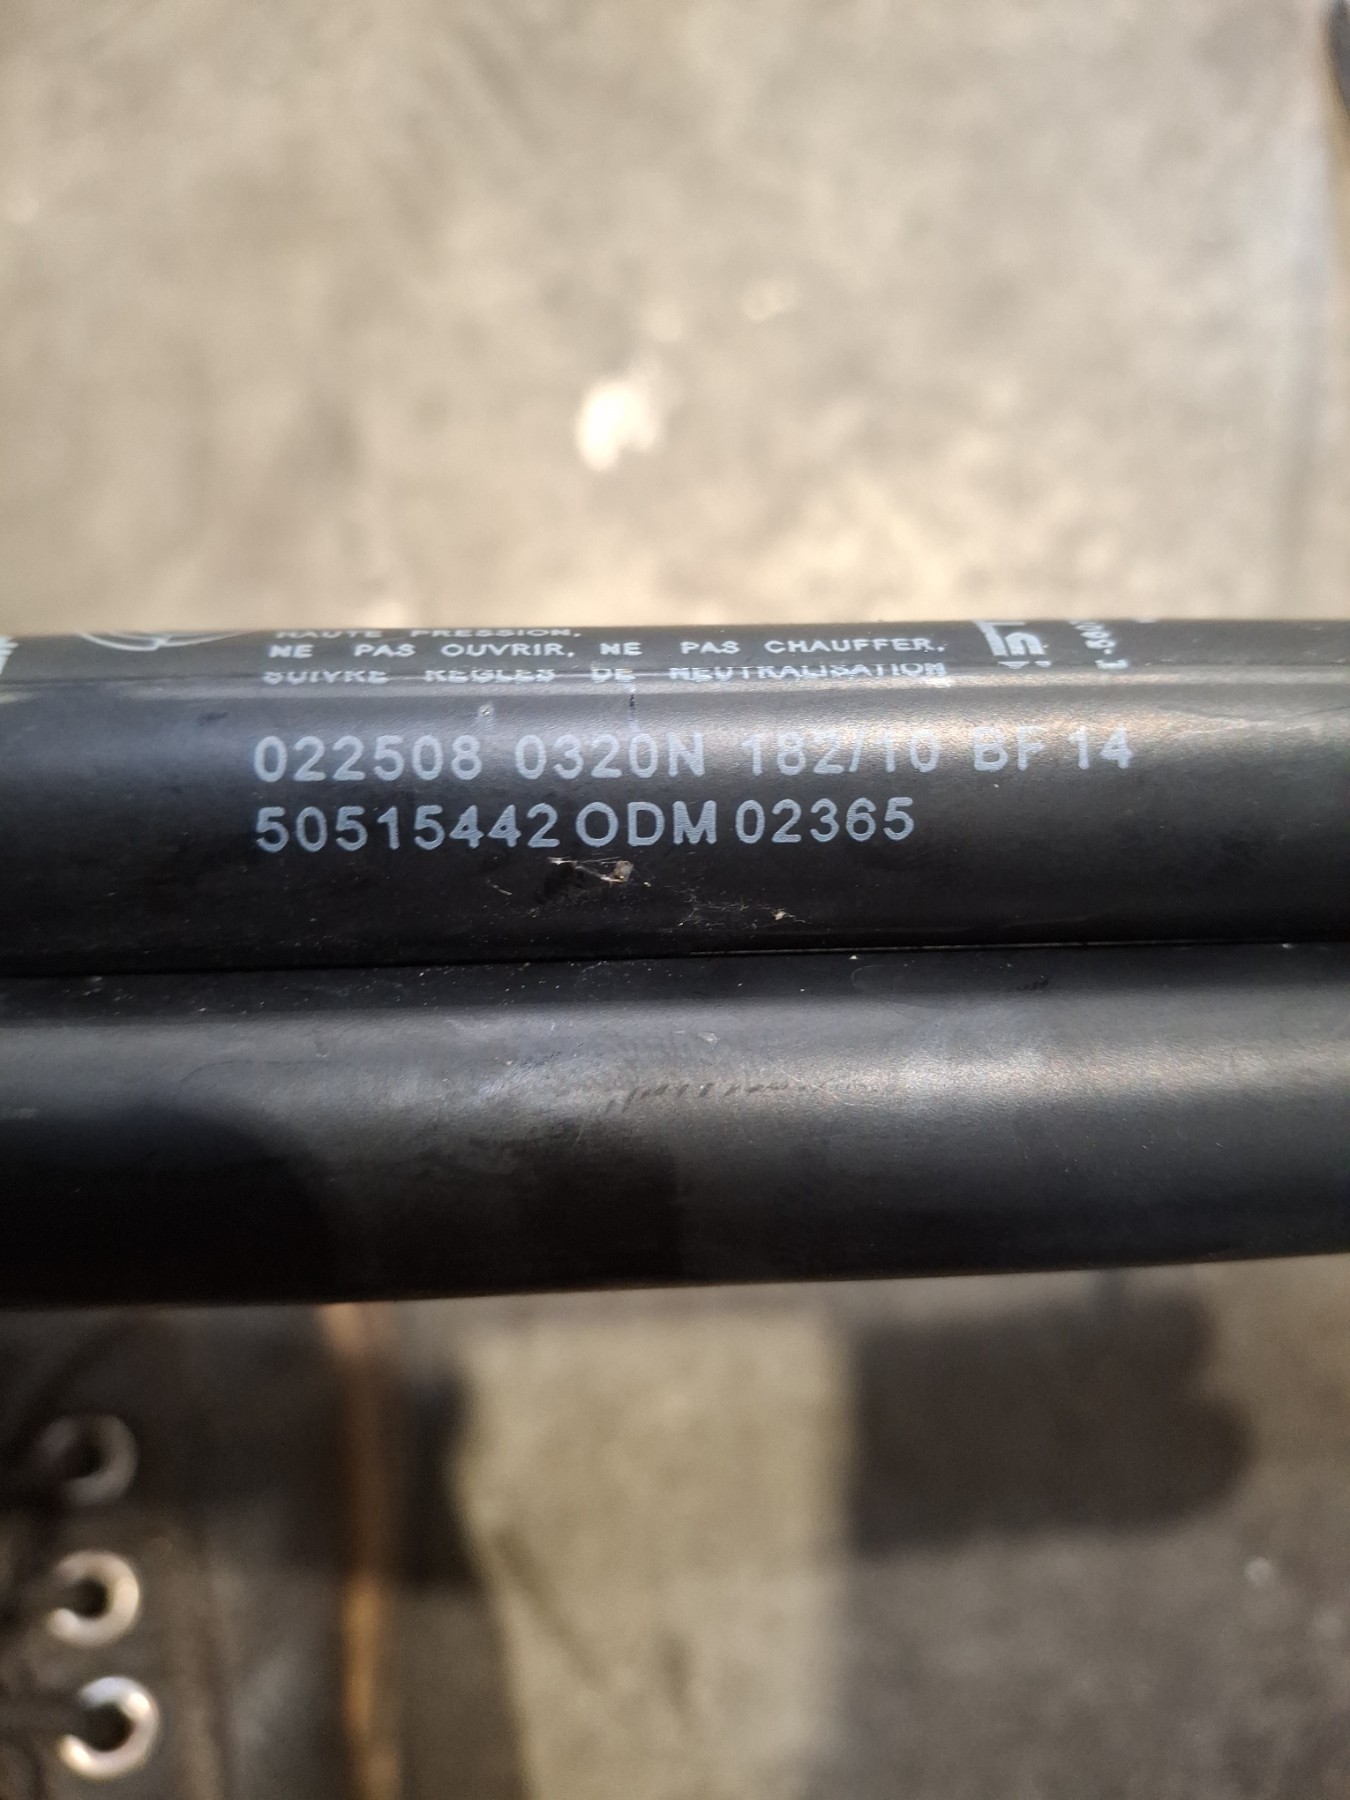 HAUTE PRESSION.
NE PAS OUVRIR, NE PAS CHAUFFER.
SUIVRE REGLES DE NEUTRALISATION
022508 0320N 182/10 BF 14
50515442 ODM 02365